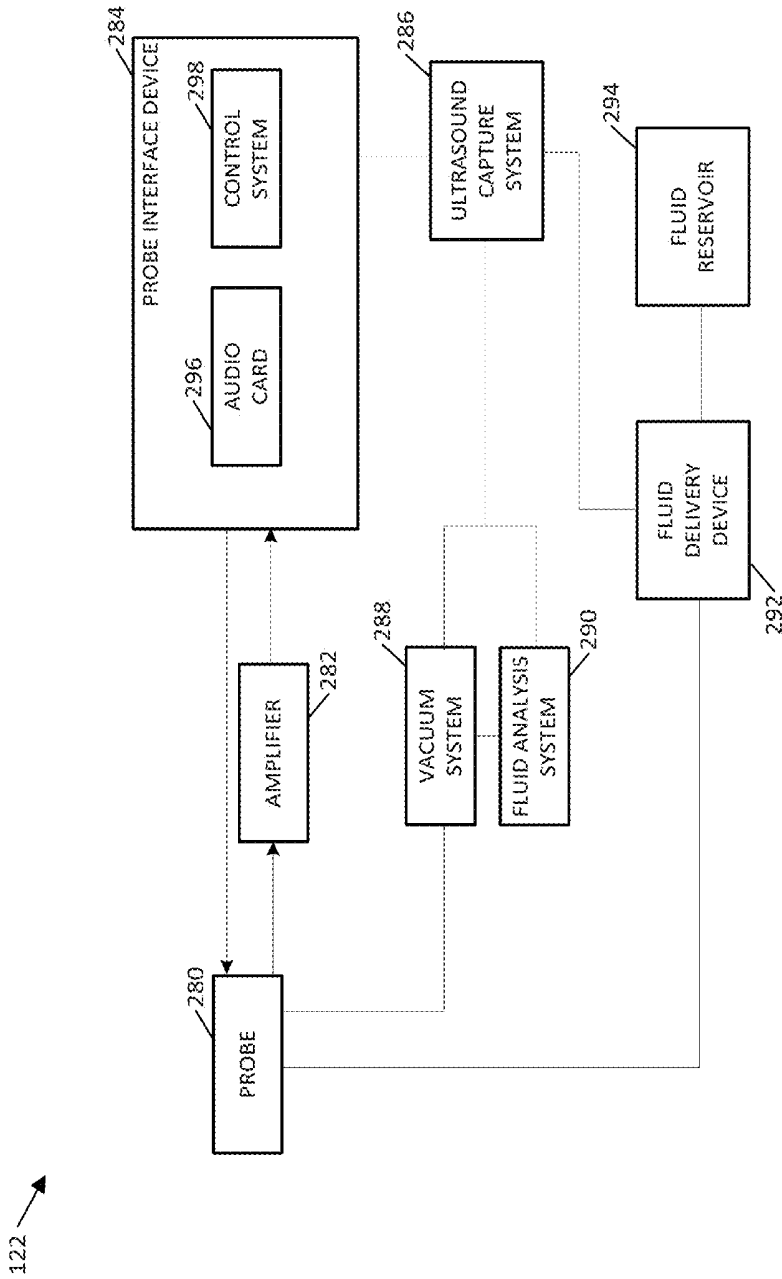 122
280
PROBE
AMPLIFIER
282
284
PROBE INTERFACE DEVICE
296
AUDIO
CARD
298
CONTROL
SYSTEM
286
ULTRASOUND
CAPTURE
SYSTEM
288
VACUUM
SYSTEM
290
FLUID ANALYSIS
SYSTEM
292
FLUID
DELIVERY
DEVICE
294
FLUID
RESERVOIR